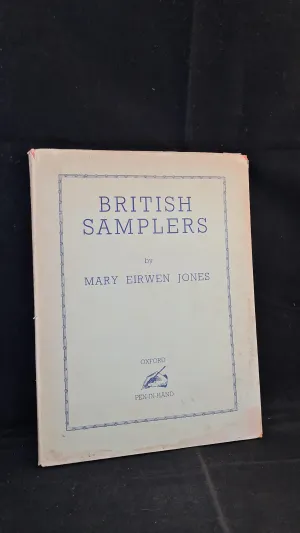 BRITISH
SAMPLERS
by
MARY EIRWEN JONES
OXFORD
PEN-IN-HAND